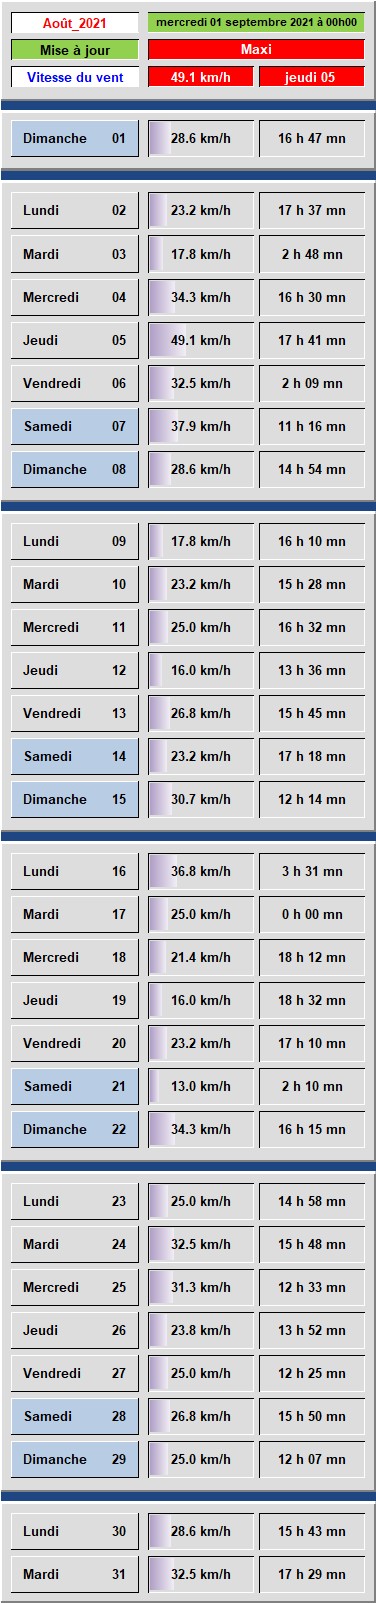 Août_2021 mercredi 01 septembre 2021 à 00h00
Mise à jour Maxi
Vitesse du vent 49.1 km/h jeudi 05
Dimanche 01 28.6 km/h 16 h 47 mn
Lundi 02 23.2 km/h 17 h 37 mn
Mardi 03 17.8 km/h 2 h 48 mn
Mercredi 04 34.3 km/h 16 h 30 mn
Jeudi 05 49.1 km/h 17 h 41 mn
Vendredi 06 32.5 km/h 2 h 09 mn
Samedi 07 37.9 km/h 11 h 16 mn
Dimanche 08 28.6 km/h 14 h 54 mn
Lundi 09 17.8 km/h 16 h 10 mn
Mardi 10 23.2 km/h 15 h 28 mn
Mercredi 11 25.0 km/h 16 h 32 mn
Jeudi 12 16.0 km/h 13 h 36 mn
Vendredi 13 26.8 km/h 15 h 45 mn
Samedi 14 23.2 km/h 17 h 18 mn
Dimanche 15 30.7 km/h 12 h 14 mn
Lundi 16 36.8 km/h 3 h 31 mn
Mardi 17 25.0 km/h 0 h 00 mn
Mercredi 18 21.4 km/h 18 h 12 mn
Jeudi 19 16.0 km/h 18 h 32 mn
Vendredi 20 23.2 km/h 17 h 10 mn
Samedi 21 13.0 km/h 2 h 10 mn
Dimanche 22 34.3 km/h 16 h 15 mn
Lundi 23 25.0 km/h 14 h 58 mn
Mardi 24 32.5 km/h 15 h 48 mn
Mercredi 25 31.3 km/h 12 h 33 mn
Jeudi 26 23.8 km/h 13 h 52 mn
Vendredi 27 25.0 km/h 12 h 25 mn
Samedi 28 26.8 km/h 15 h 50 mn
Dimanche 29 25.0 km/h 12 h 07 mn
Lundi 30 28.6 km/h 15 h 43 mn
Mardi 31 32.5 km/h 17 h 29 mn